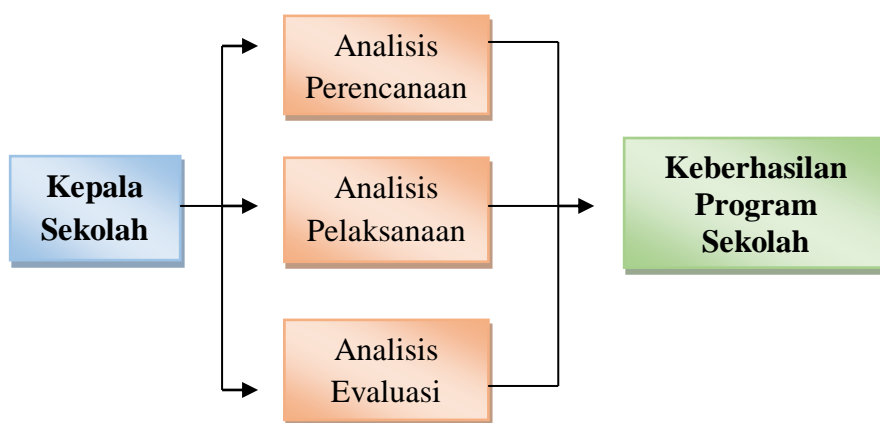 Analisis
Perencanaan
Kepala
Sekolah
Analisis
Pelaksanaan
Keberhasilan
Program
Sekolah
Analisis
Evaluasi